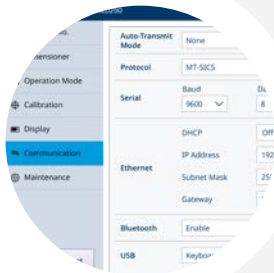 Auto-Transmit Mode
None
Protocol
MT-SICS
Serial
Baud
9600
8
Operation Mode
Calibration
Display
Communication
Maintenance
Ethernet
DHCP
Off
IP Address
192
Subnet Mask
Gateway
Bluetooth
Enable
USB